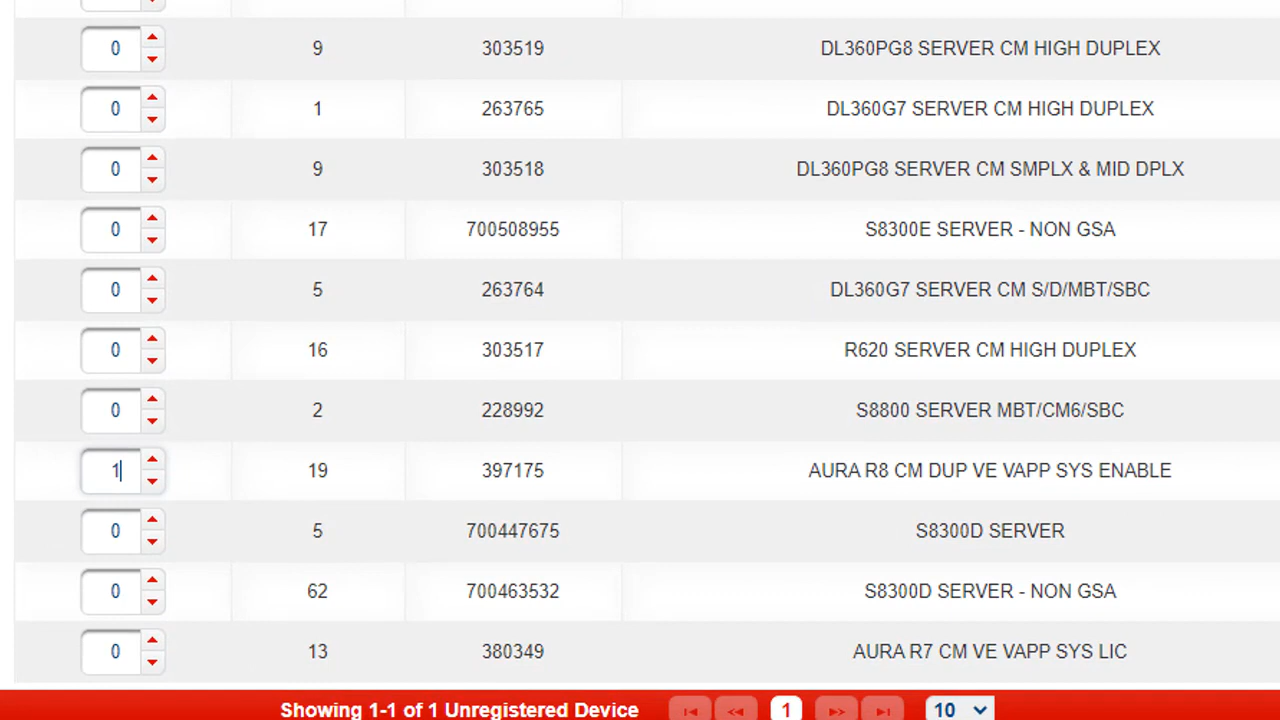 0 9 303519 DL360PG8 SERVER CM HIGH DUPLEX
0 1 263765 DL360G7 SERVER CM HIGH DUPLEX
0 9 303518 DL360PG8 SERVER CM SMPLX & MID DPLX
0 17 700508955 S8300E SERVER - NON GSA
0 5 263764 DL360G7 SERVER CM S/D/MBT/SBC
0 16 303517 R620 SERVER CM HIGH DUPLEX
0 2 228992 S8800 SERVER MBT/CM6/SBC
1 19 397175 AURA R8 CM DUP VE VAPP SYS ENABLE
0 5 700447675 S8300D SERVER
0 62 700463532 S8300D SERVER - NON GSA
0 13 380349 AURA R7 CM VE VAPP SYS LIC
Showing 1-1 of 1 Unregistered Device 1 10